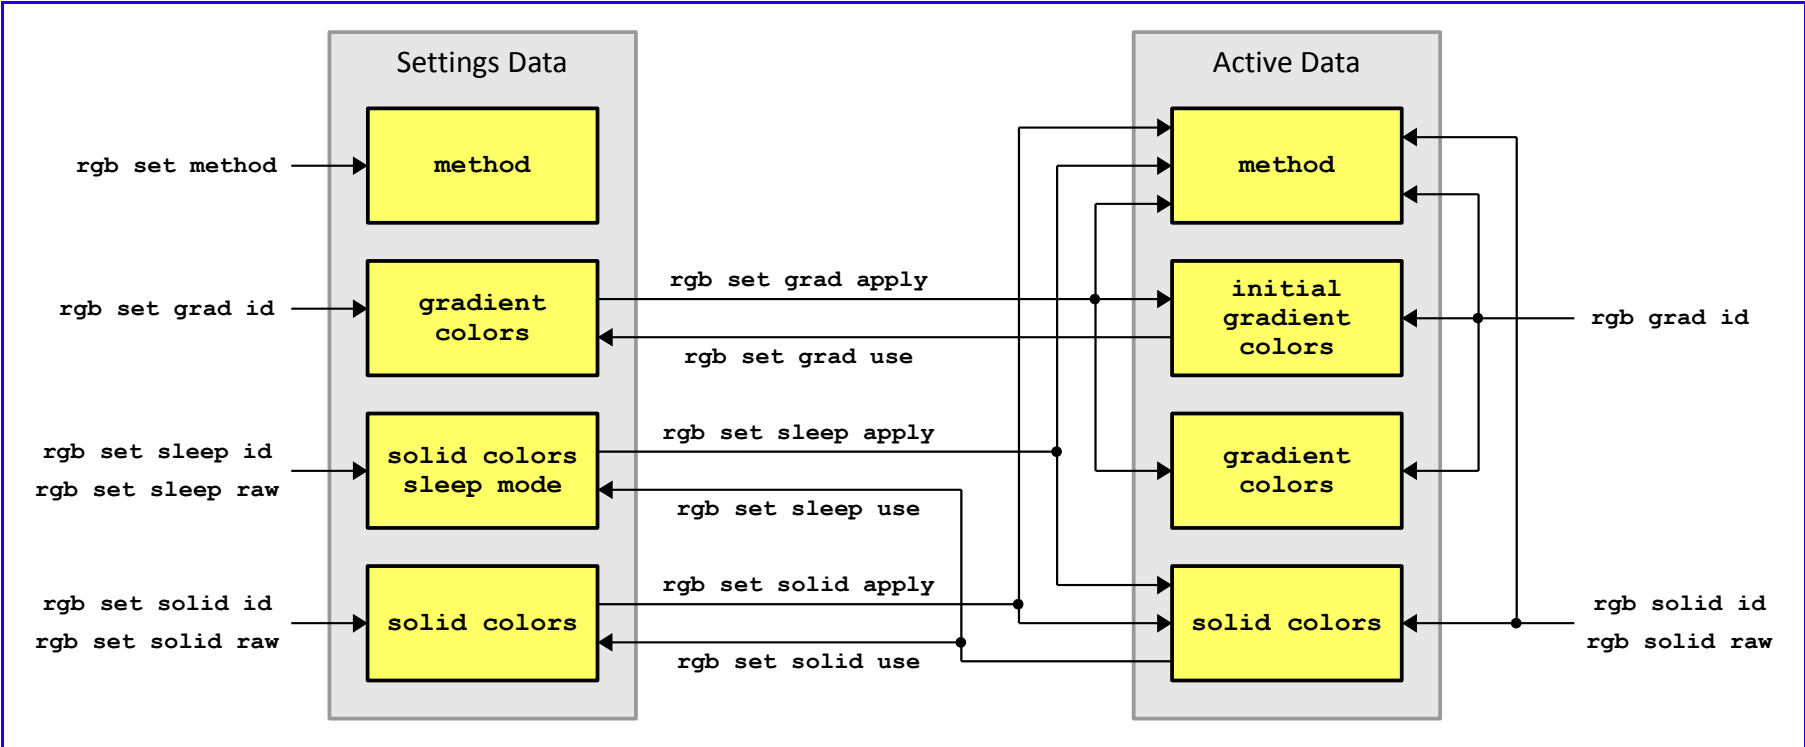 Settings Data
Active Data
rgb set method
method
method
rgb set grad id
gradient
colors
rgb set grad apply
rgb set grad use
initial
gradient
colors
rgb grad id
rgb set sleep id
rgb set sleep raw
solid colors
sleep mode
rgb set sleep apply
rgb set sleep use
gradient
colors
rgb set solid id
rgb set solid raw
solid colors
rgb set solid apply
rgb set solid use
solid colors
rgb solid id
rgb solid raw